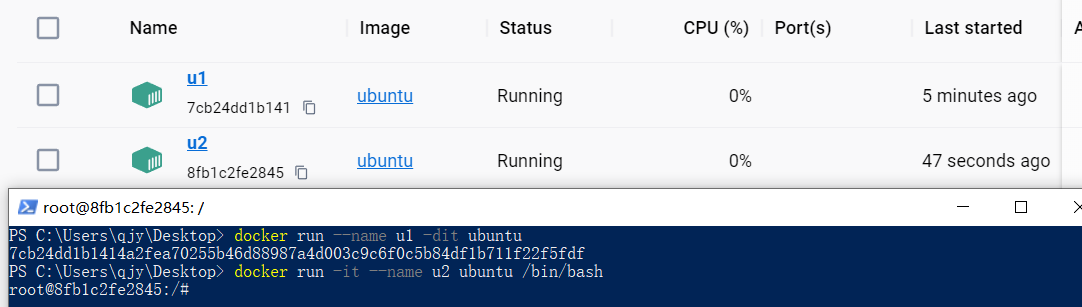 Name Image Status CPU (%) Port(s) Last started A
u1
7cb24dd1b141 ubuntu Running 0% 5 minutes ago
u2
8fb1c2fe2845 ubuntu Running 0% 47 seconds ago
root@8fb1c2fe2845: /
PS C:\Users\qjy\Desktop> docker run --name u1 -dit ubuntu
7cb24dd1b1414a2fea70255b46d88987a4d003c9c6f0c5b84df1b711f22f5fdf
PS C:\Users\qjy\Desktop> docker run -it --name u2 ubuntu /bin/bash
root@8fb1c2fe2845:/#